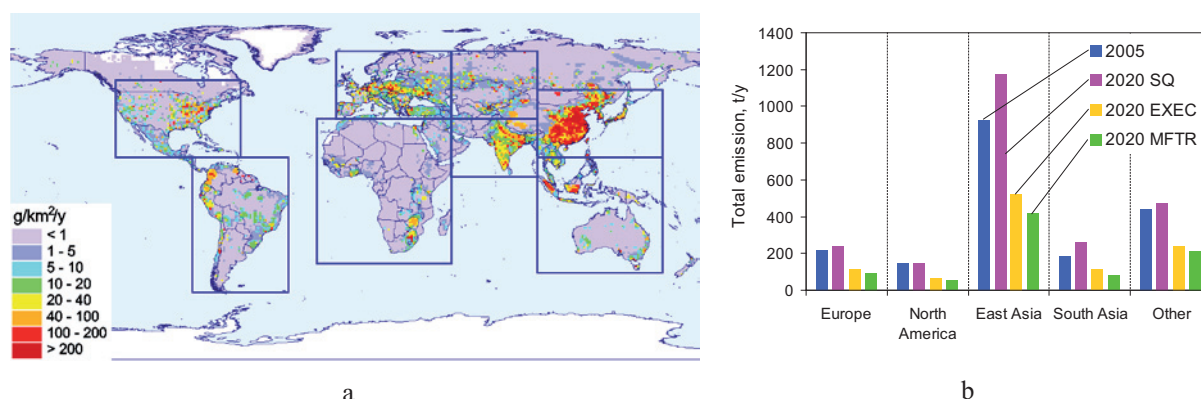 g/km²/y
< 1
1 - 5
5 - 10
10 - 20
20 - 40
40 - 100
100 - 200
> 200
a
Total emission, t/y
1400
1200
1000
800
600
400
200
0
2005
2020 SQ
2020 EXEC
2020 MFTR
Europe
North
America
East Asia
South Asia
Other
b